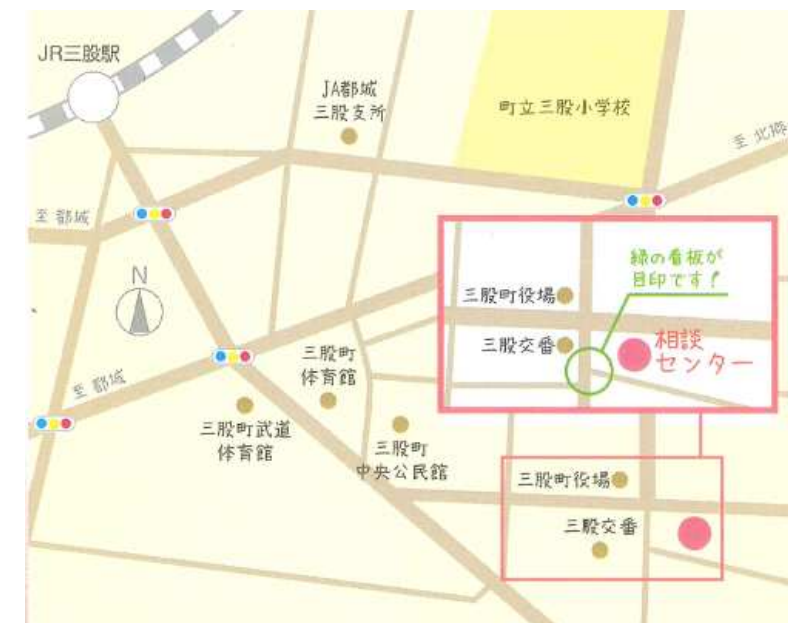 JR三股駅
JA都城
三股支所
町立三股小学校
至 北郷
至 都城
N
緑の看板が
目印です!
三股町役場
三股交番
相談
センター
至 都城
三股町
体育館
三股町武道
体育館
三股町
中央公民館
三股町役場
三股交番